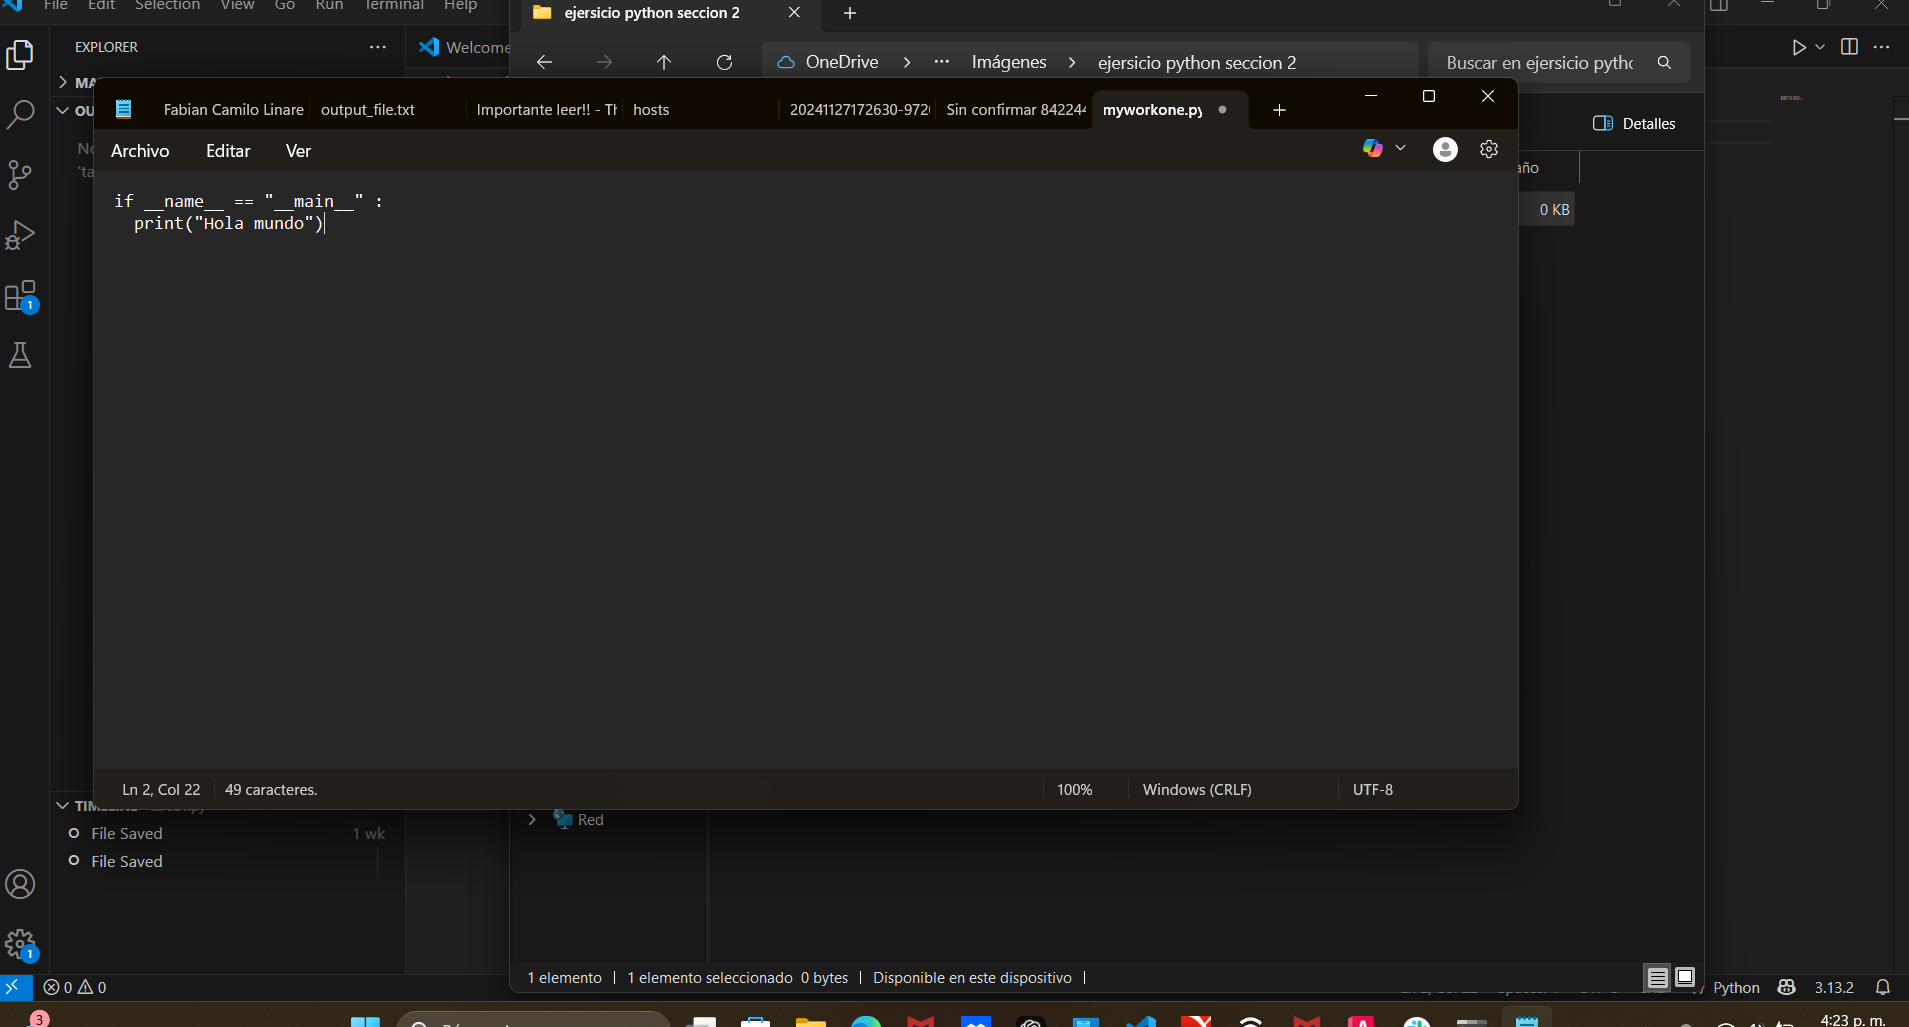 File Edit Selection View Go Run Terminal Help
ejersicio python seccion 2
EXPLORER
Welcome
OneDrive
Imágenes
ejersicio python seccion 2
Buscar en ejersicio pytho
Fabian Camilo Linare
output_file.txt
Importante leer!! - Th
hosts
20241127172630-972
Sin confirmar 84224
myworkone.py
Detalles
Archivo Editar Ver
año
if __name__ == "__main__" :
print("Hola mundo")
0 KB
1
Ln 2, Col 22
49 caracteres.
100%
Windows (CRLF)
UTF-8
File Saved 1 wk
Red
File Saved
1
1 elemento
1 elemento seleccionado 0 bytes
Disponible en este dispositivo
0 0
Python
3.13.2
3
4:23 p. m.